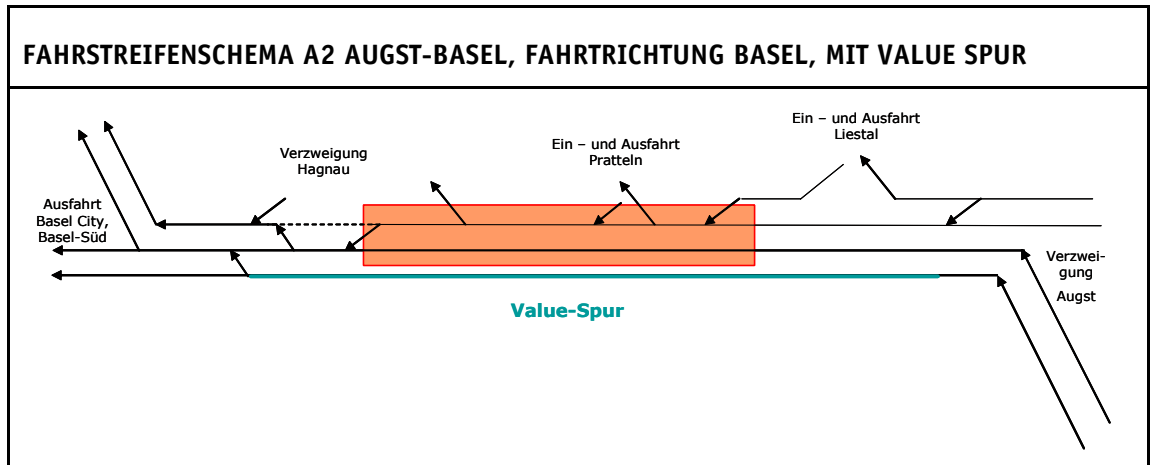 FAHRSTREIFENSCHEMA A2 AUGST-BASEL, FAHRTRICHTUNG BASEL, MIT VALUE SPUR
Ein – und Ausfahrt
Liestal
Ein – und Ausfahrt
Pratteln
Verzweigung
Hagnau
Ausfahrt
Basel City,
Basel-Süd
Verzwei-
gung
Augst
Value-Spur